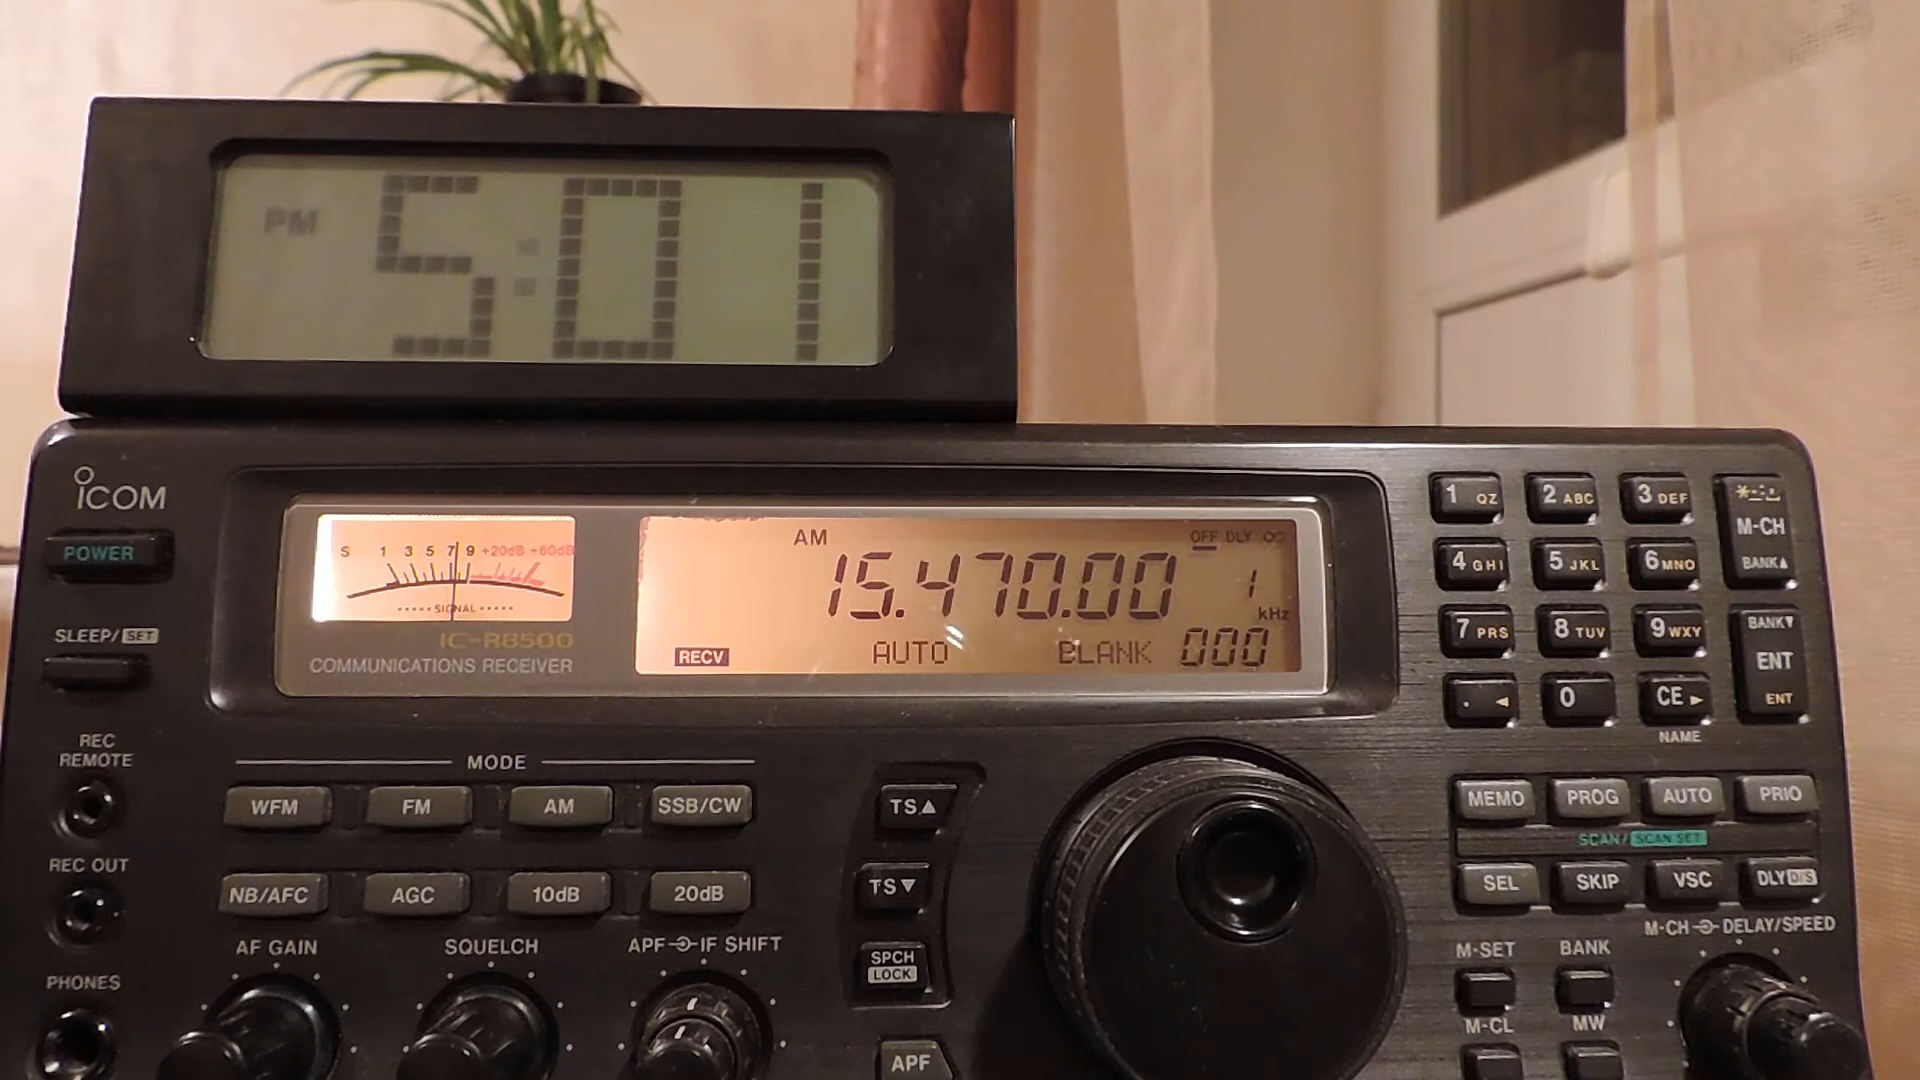 PM 5:01
ICOM
POWER
SLEEP/SET
REC REMOTE
REC OUT
PHONES
S 1 3 5 7 9 +20dB +60dB
SIGNAL
IC-R8500
COMMUNICATIONS RECEIVER
AM
OFF DLY ∞
15.470.00
1
kHz
RECV AUTO BLANK 000
MODE
WFM FM AM SSB/CW
NB/AFC AGC 10dB 20dB
AF GAIN SQUELCH APF IF SHIFT
TS▲
TS▼
SPCH
LOCK
APF
1 QZ 2 ABC 3 DEF
M-CH
BANK▲
4 GHI 5 JKL 6 MNO
7 PRS 8 TUV 9 WXY
BANK▼
ENT
ENT
. ◄ 0 CE ►
NAME
MEMO PROG AUTO PRIO
SCAN/SCAN SET
SEL SKIP VSC DLY D/S
M-CH DELAY/SPEED
M-SET BANK
M-CL MW